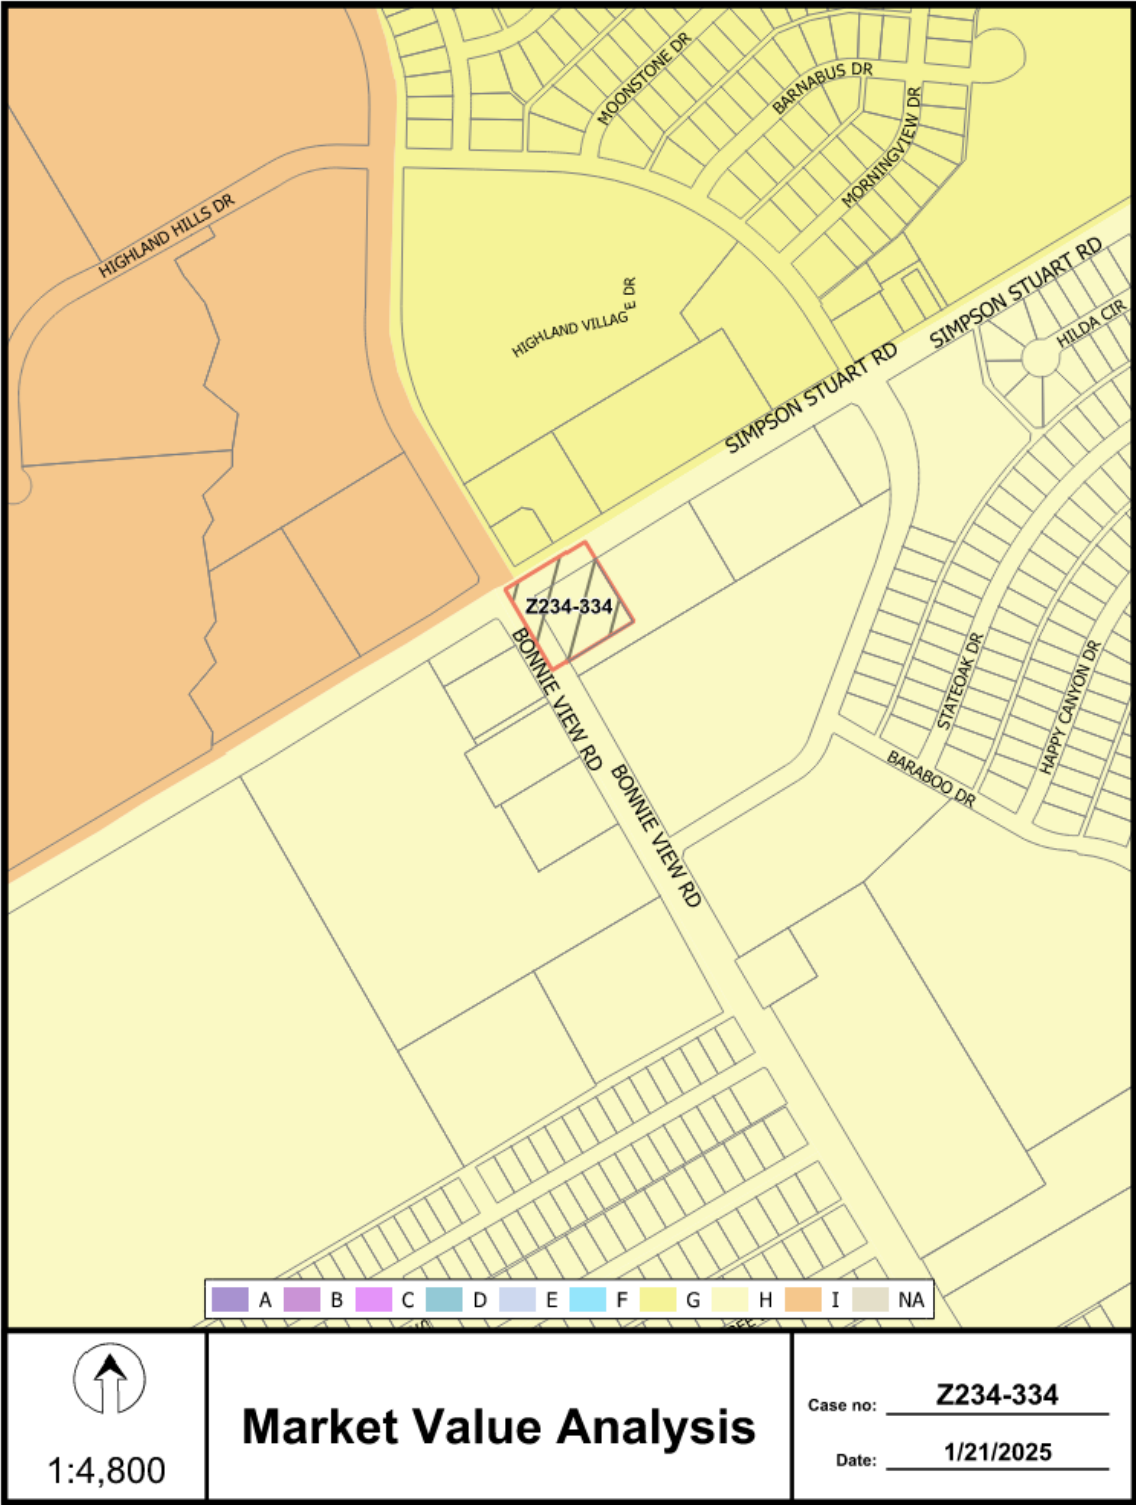 MOONSTONE DR
BARNABUS DR
MORNINGVIEW DR
HIGHLAND HILLS DR
HIGHLAND VILLAGE DR
SIMPSON STUART RD
SIMPSON STUART RD
HILDA CIR
Z234-334
BONNIE VIEW RD
BONNIE VIEW RD
STATEOAK DR
HAPPY CANYON DR
BARABOO DR
A B C D E F G H I NA
1:4,800
Market Value Analysis
Case no: Z234-334
Date: 1/21/2025